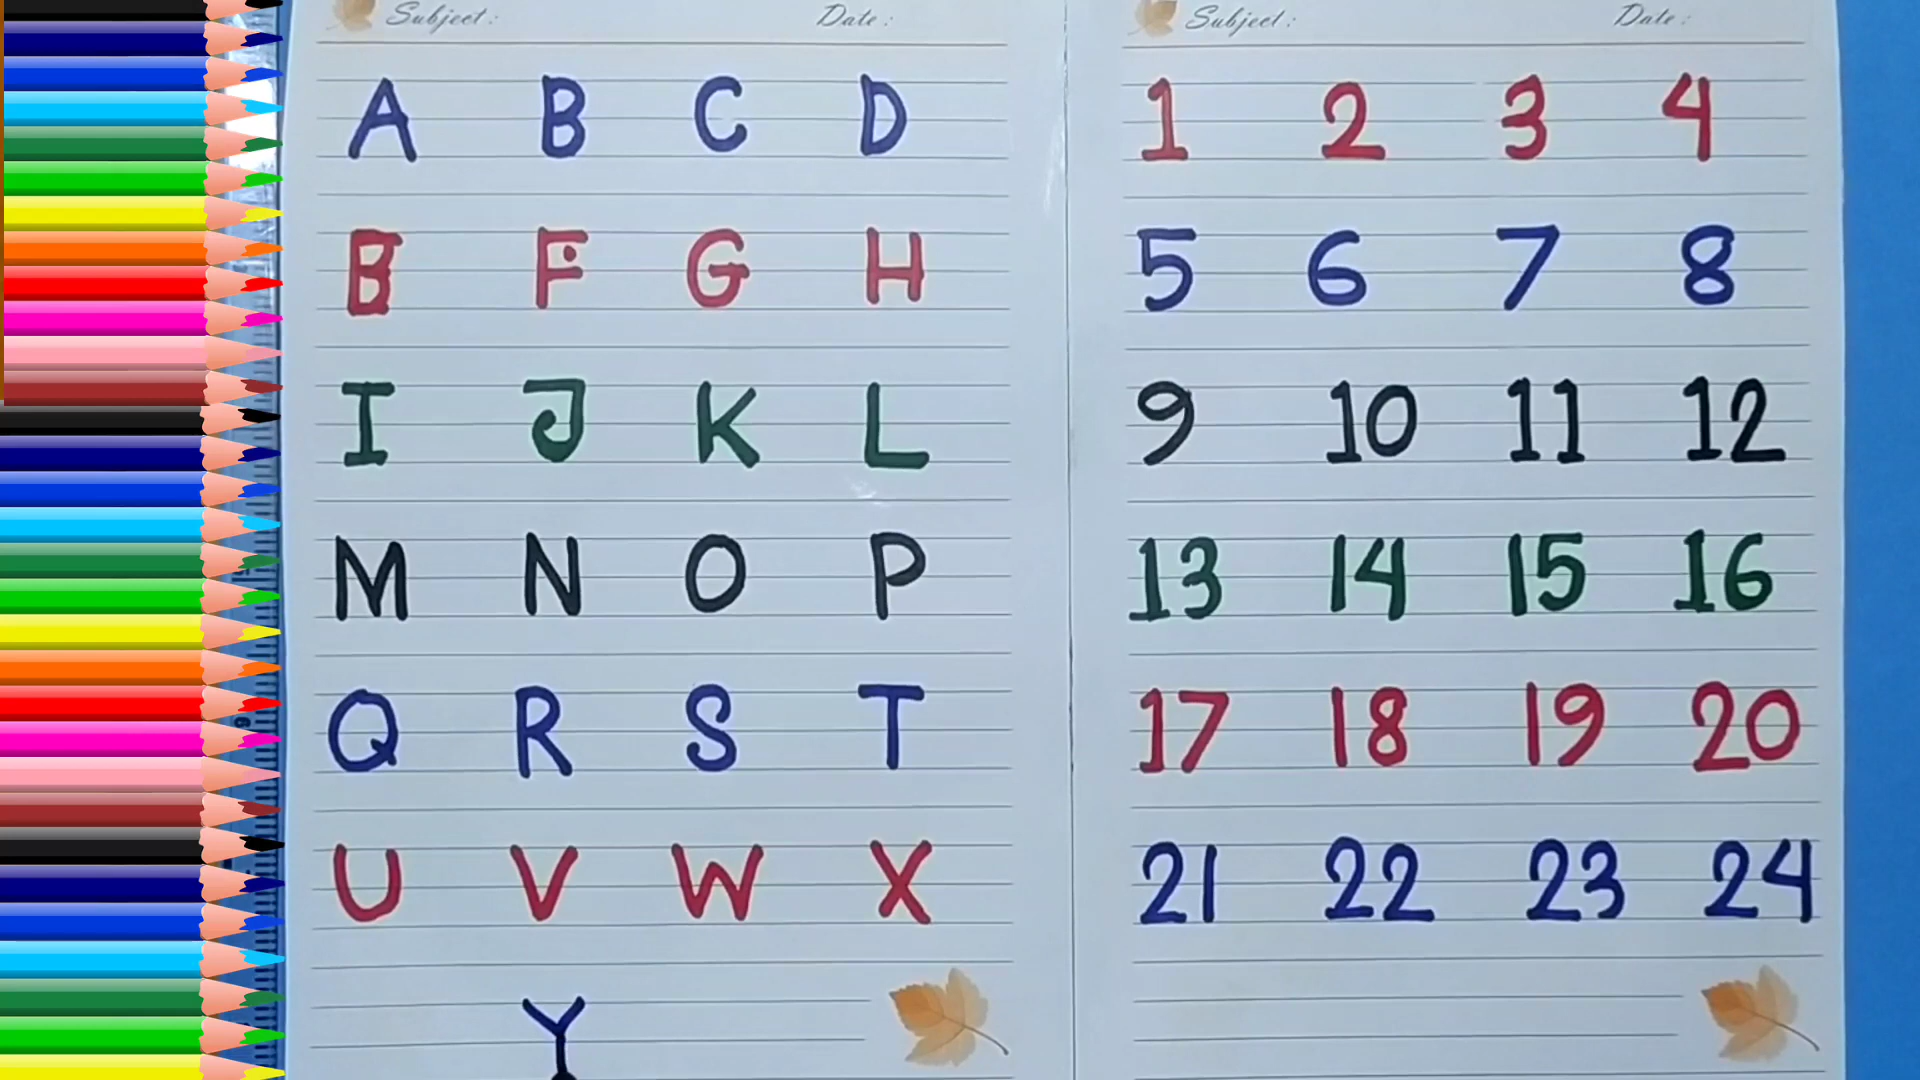 Subject: Date:
A B C D
B F G H
I J K L
M N O P
Q R S T
U V W X
Y
Subject: Date:
1 2 3 4
5 6 7 8
9 10 11 12
13 14 15 16
17 18 19 20
21 22 23 24